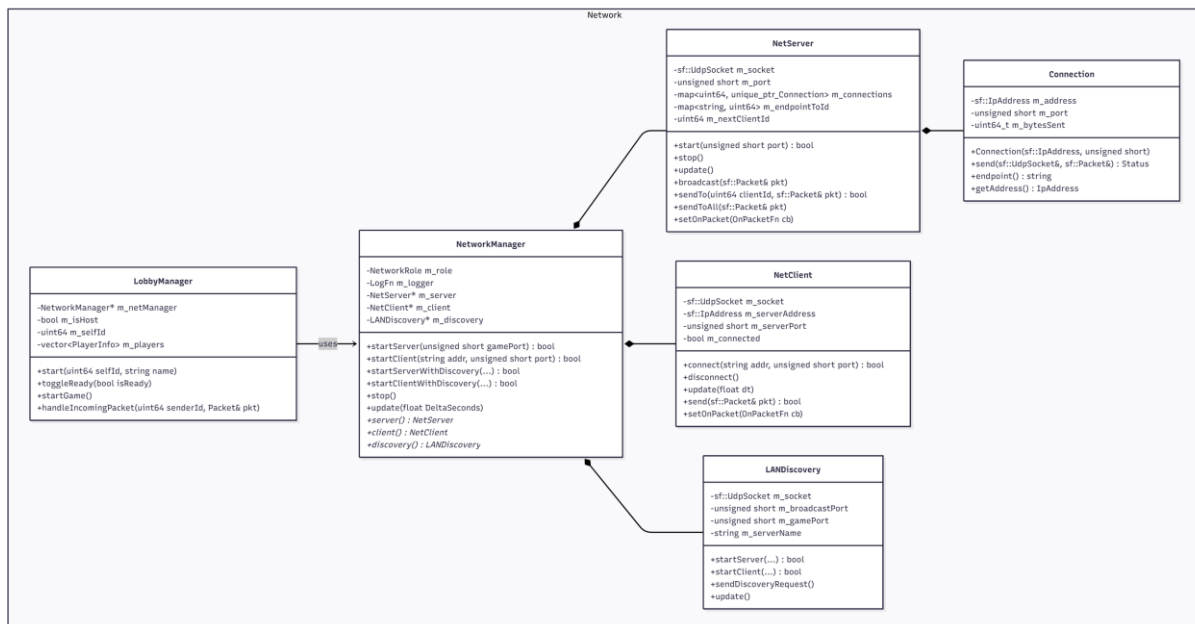 Network
NetServer
-sf::UdpSocket m_socket
-unsigned short m_port
-map<uint64, unique_ptr_Connection> m_connections
-map<string, uint64> m_endpointToId
-uint64 m_nextClientId
+start(unsigned short port) : bool
+stop()
+update()
+broadcast(sf::Packet& pkt)
+sendTo(uint64 clientId, sf::Packet& pkt) : bool
+sendToAll(sf::Packet& pkt)
+setOnPacket(OnPacketFn cb)
Connection
-sf::IpAddress m_address
-unsigned short m_port
-uint64_t m_bytesSent
+Connection(sf::IpAddress, unsigned short)
+send(sf::UdpSocket&, sf::Packet&) : Status
+endpoint() : string
+getAddress() : IpAddress
LobbyManager
-NetworkManager* m_netManager
-bool m_isHost
-uint64 m_selfId
-vector<PlayerInfo> m_players
+start(uint64 selfId, string name)
+toggleReady(bool isReady)
+startGame()
+handleIncomingPacket(uint64 senderId, Packet& pkt)
uses
NetworkManager
-NetworkRole m_role
-LogFn m_logger
-NetServer* m_server
-NetClient* m_client
-LANDiscovery* m_discovery
+startServer(unsigned short gamePort) : bool
+startClient(string addr, unsigned short port) : bool
+startServerWithDiscovery(...) : bool
+startClientWithDiscovery(...) : bool
+stop()
+update(float DeltaSeconds)
+server() : NetServer
+client() : NetClient
+discovery() : LANDiscovery
NetClient
-sf::UdpSocket m_socket
-sf::IpAddress m_serverAddress
-unsigned short m_serverPort
-bool m_connected
+connect(string addr, unsigned short port) : bool
+disconnect()
+update(float dt)
+send(sf::Packet& pkt) : bool
+setOnPacket(OnPacketFn cb)
LANDiscovery
-sf::UdpSocket m_socket
-unsigned short m_broadcastPort
-unsigned short m_gamePort
-string m_serverName
+startServer(...) : bool
+startClient(...) : bool
+sendDiscoveryRequest()
+update()